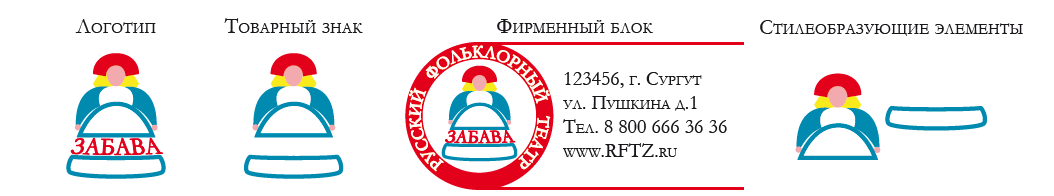 Логотип
ЗАБАВА
Товарный знак
Фирменный блок
РУССКИЙ ФОЛЬКЛОРНЫЙ ТЕАТР
ЗАБАВА
123456, г. Сургут
ул. Пушкина д.1
Тел. 8 800 666 36 36
www.RFTZ.ru
Стилеобразующие элементы